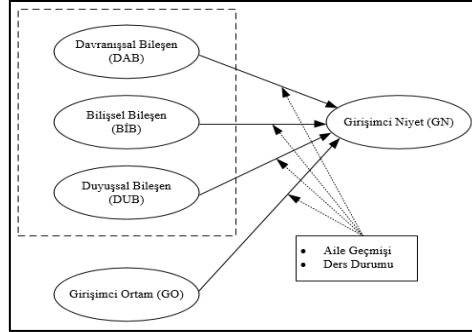 Davranışsal Bileşen
(DAB)
Bilişsel Bileşen
(BİB)
Girişimci Niyet (GN)
Duyuşsal Bileşen
(DUB)
• Aile Geçmişi
• Ders Durumu
Girişimci Ortam (GO)